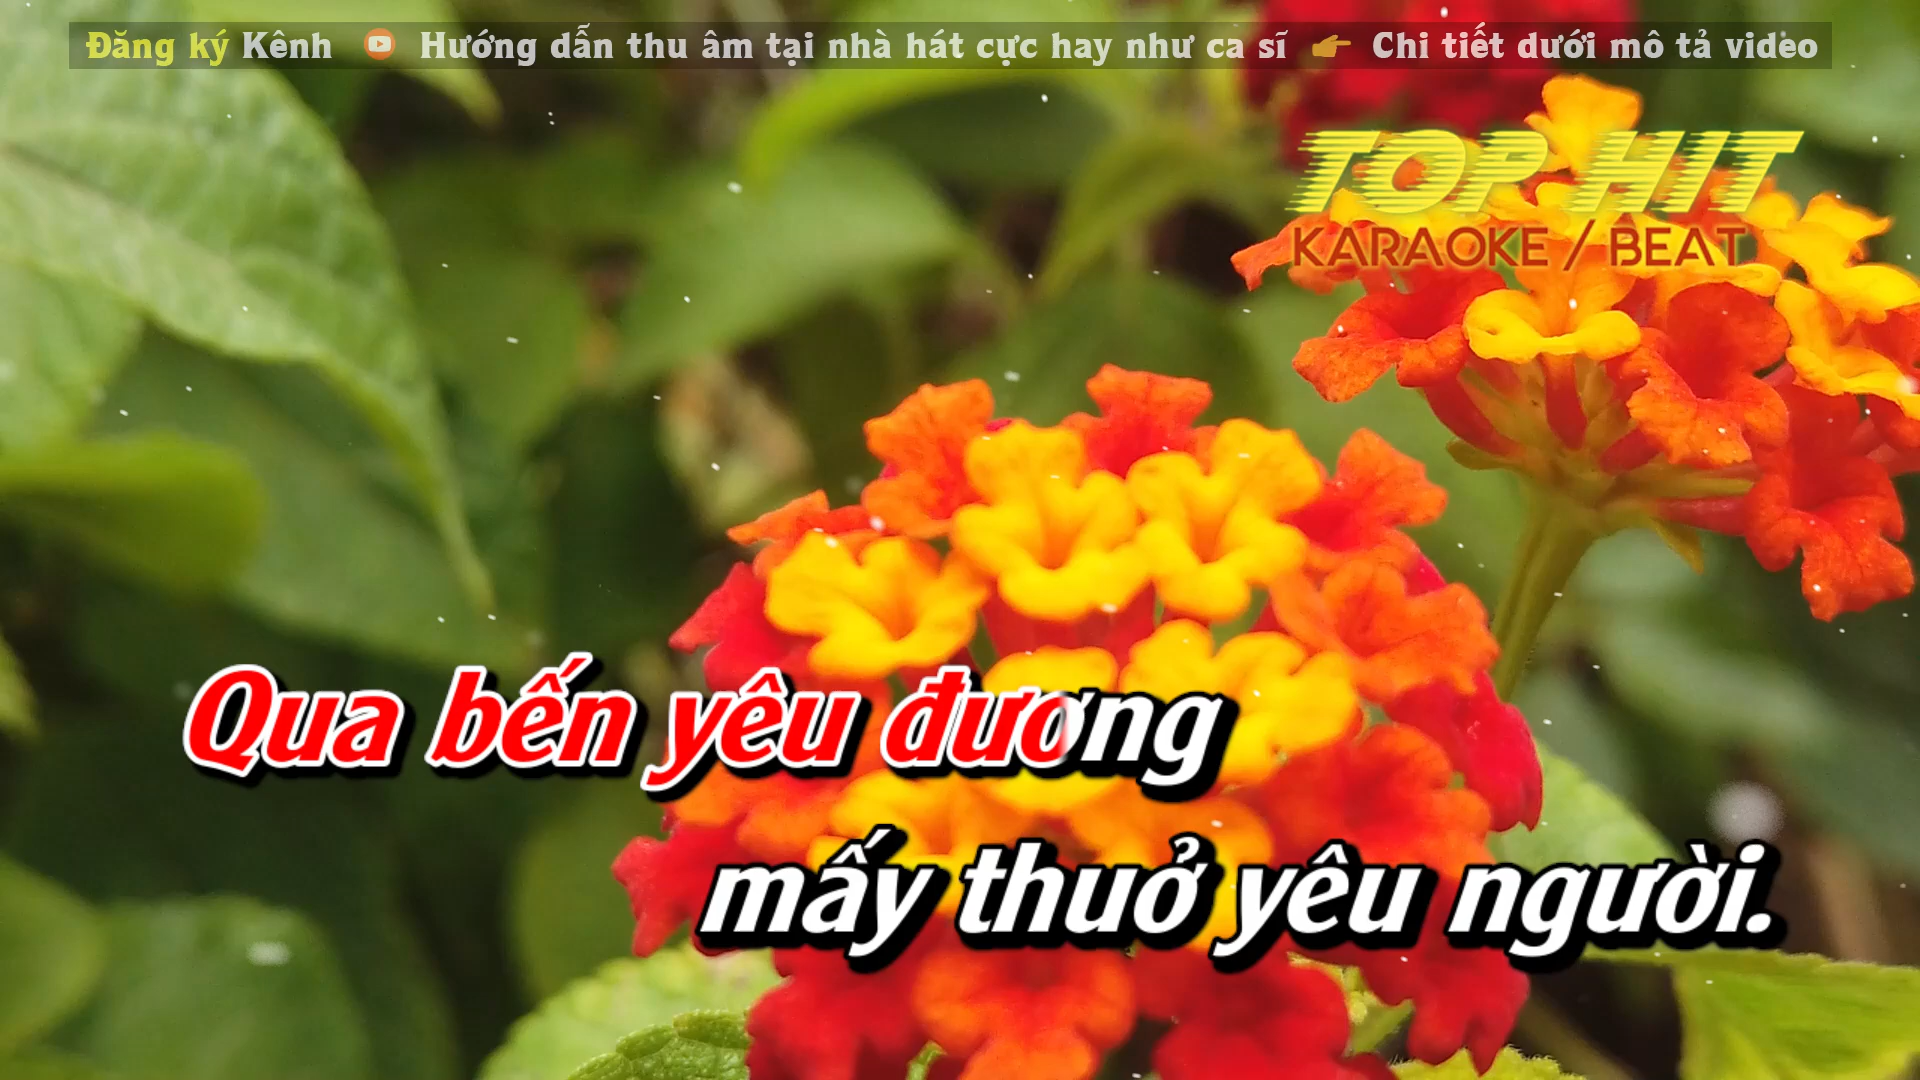 Đăng ký Kênh Hướng dẫn thu âm tại nhà hát cực hay như ca sĩ Chi tiết dưới mô tả video
TOP HIT
KARAOKE / BEAT
Qua bến yêu đương
mấy thuở yêu người.